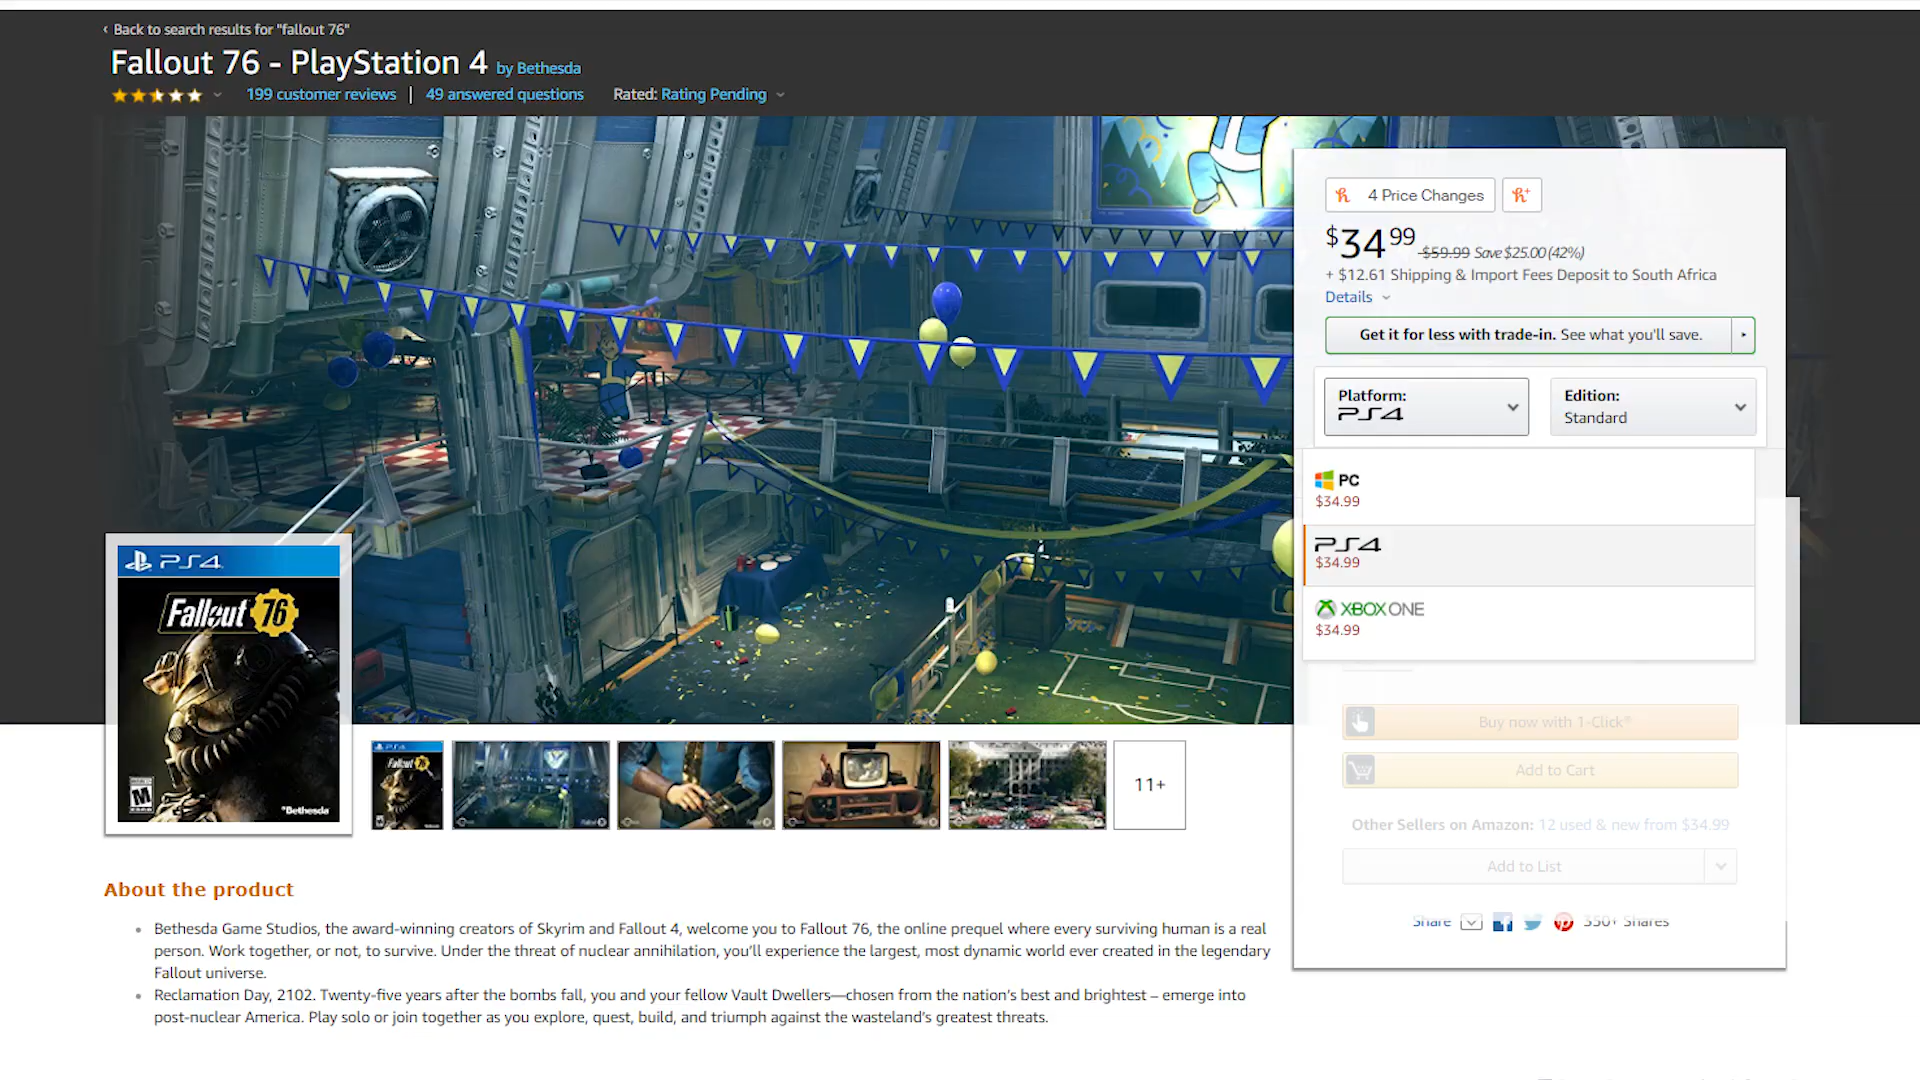 ‹ Back to search results for "fallout 76"
Fallout 76 - PlayStation 4 by Bethesda
199 customer reviews | 49 answered questions Rated: Rating Pending
4 Price Changes
$34 99 $59.99 Save $25.00 (42%)
+ $12.61 Shipping & Import Fees Deposit to South Africa
Details
Get it for less with trade-in. See what you'll save.
Platform:
PS4
Edition:
Standard
PC
$34.99
PS4
$34.99
XBOX ONE
$34.99
Buy now with 1-Click®
Add to Cart
Other Sellers on Amazon: 12 used & new from $34.99
Add to List
Share 350+ Shares
PS4
Fallout 76
M
Bethesda
PS4
Fallout 76
11+
About the product
• Bethesda Game Studios, the award-winning creators of Skyrim and Fallout 4, welcome you to Fallout 76, the online prequel where every surviving human is a real
person. Work together, or not, to survive. Under the threat of nuclear annihilation, you'll experience the largest, most dynamic world ever created in the legendary
Fallout universe.
• Reclamation Day, 2102. Twenty-five years after the bombs fall, you and your fellow Vault Dwellers—chosen from the nation's best and brightest – emerge into
post-nuclear America. Play solo or join together as you explore, quest, build, and triumph against the wasteland's greatest threats.